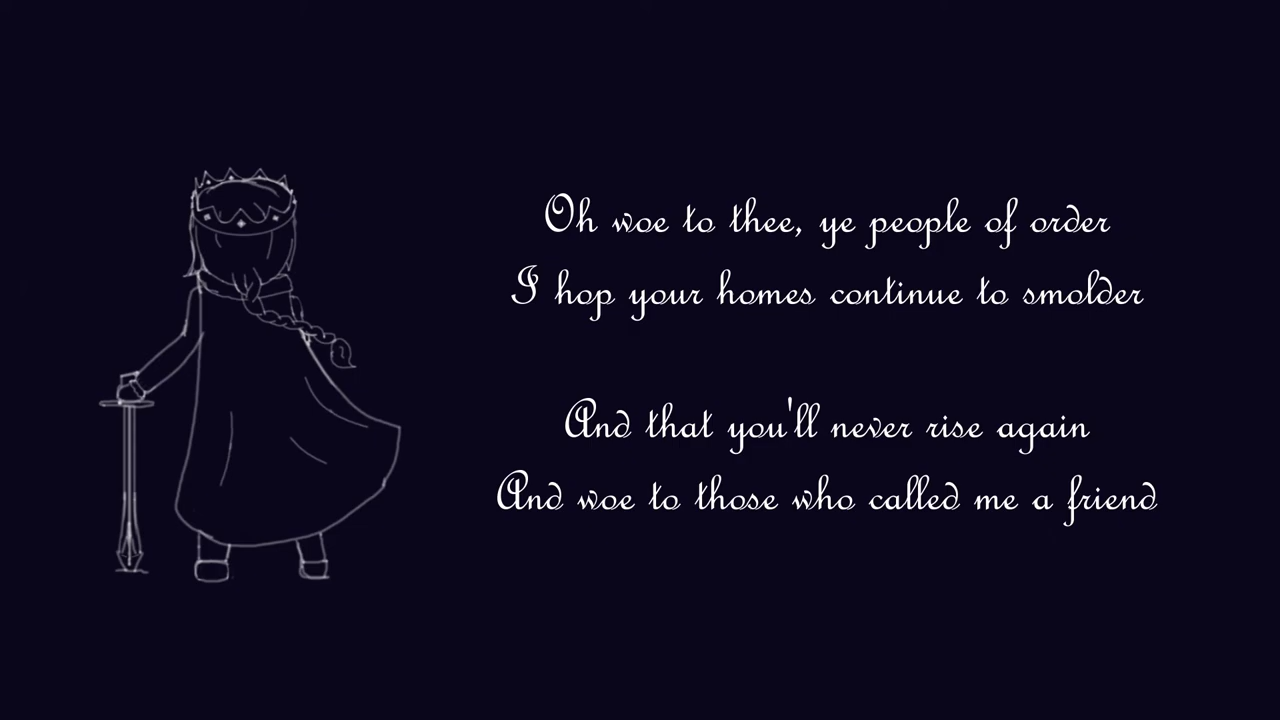 Oh woe to thee, ye people of order
I hop your homes continue to smolder
And that you'll never rise again
And woe to those who called me a friend